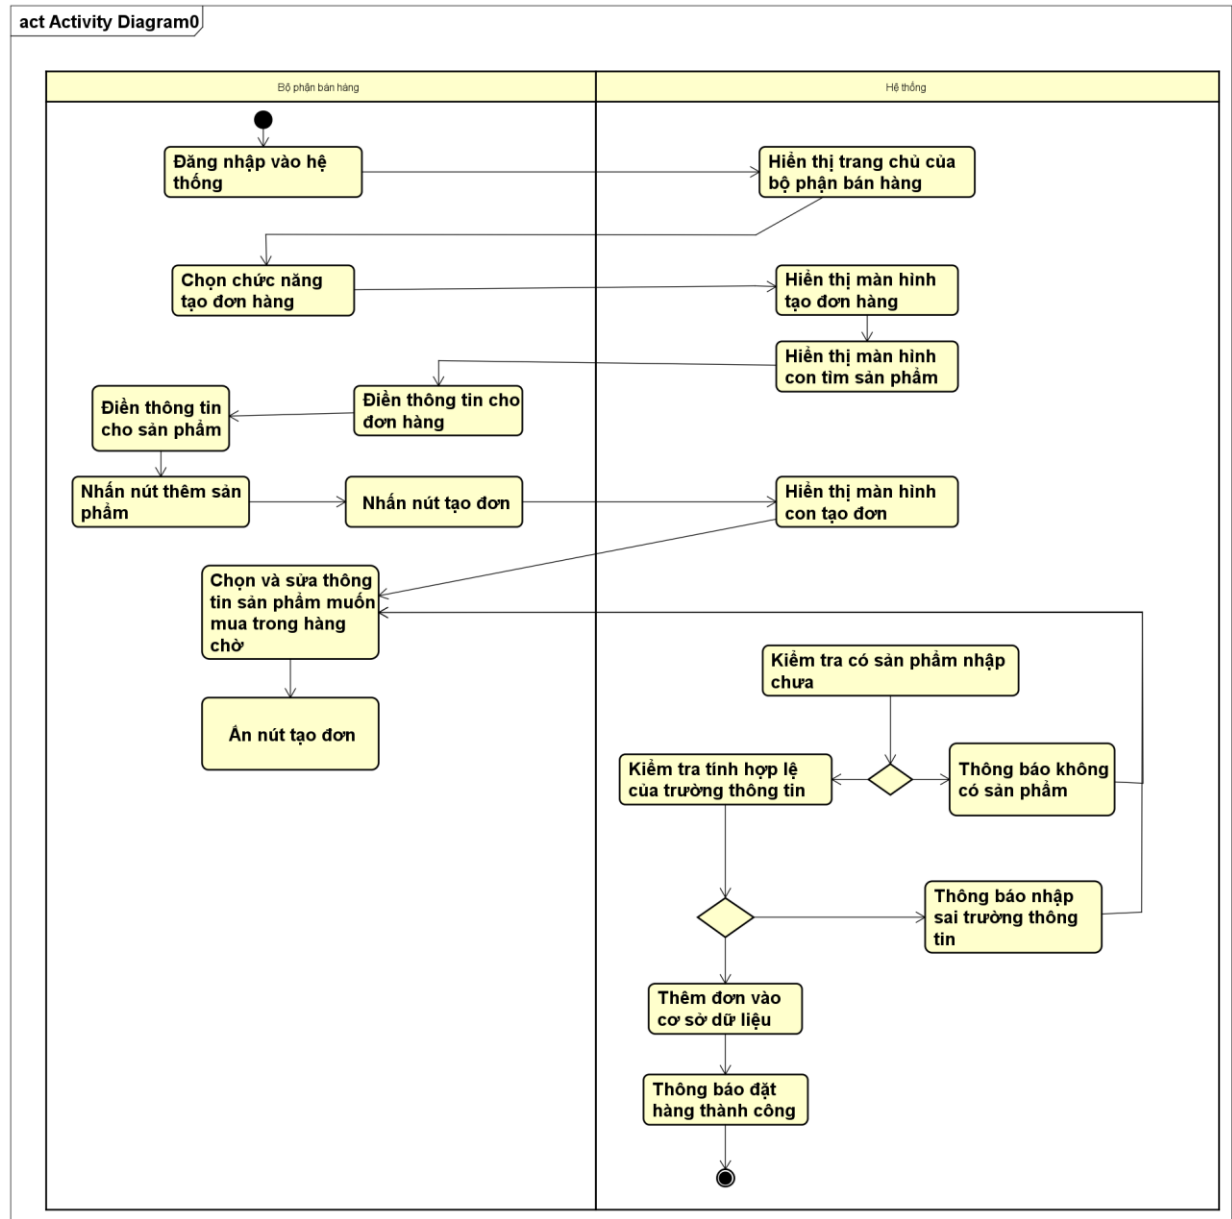 act Activity Diagram0
Bộ phận bán hàng
Hệ thống
Đăng nhập vào hệ
thống
Hiển thị trang chủ của
bộ phận bán hàng
Chọn chức năng
tạo đơn hàng
Hiển thị màn hình
tạo đơn hàng
Hiển thị màn hình
con tìm sản phẩm
Điền thông tin cho
đơn hàng
Điền thông tin
cho sản phẩm
Nhấn nút thêm sản
phẩm
Nhấn nút tạo đơn
Hiển thị màn hình
con tạo đơn
Chọn và sửa thông
tin sản phẩm muốn
mua trong hàng
chờ
Ấn nút tạo đơn
Kiểm tra có sản phẩm nhập
chưa
Kiểm tra tính hợp lệ
của trường thông tin
Thông báo không
có sản phẩm
Thông báo nhập
sai trường thông
tin
Thêm đơn vào
cơ sở dữ liệu
Thông báo đặt
hàng thành công